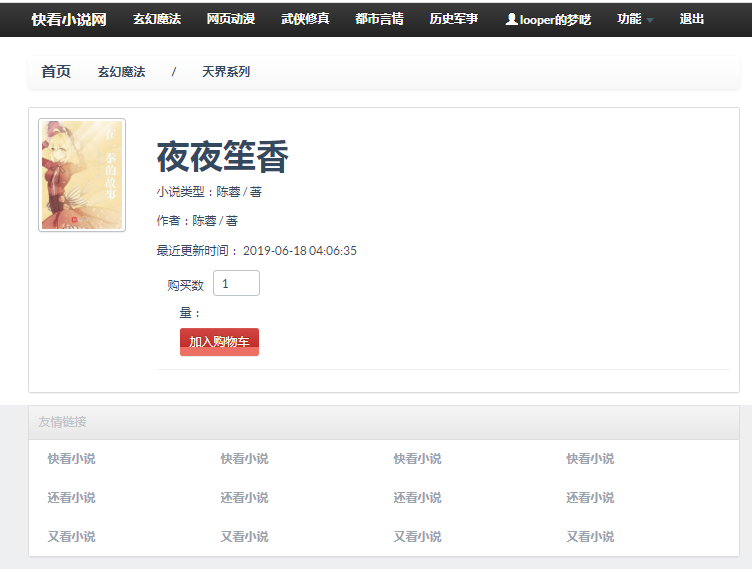 快看小说网 玄幻魔法 网页动漫 武侠修真 都市言情 历史军事 looper的梦呓 功能 退出
首页 玄幻魔法 / 天界系列
夜夜笙香
小说类型：陈蓉 / 著
作者：陈蓉 / 著
最近更新时间： 2019-06-18 04:06:35
购买数 1
量：
加入购物车
友情链接
快看小说 快看小说 快看小说 快看小说
还看小说 还看小说 还看小说 还看小说
又看小说 又看小说 又看小说 又看小说